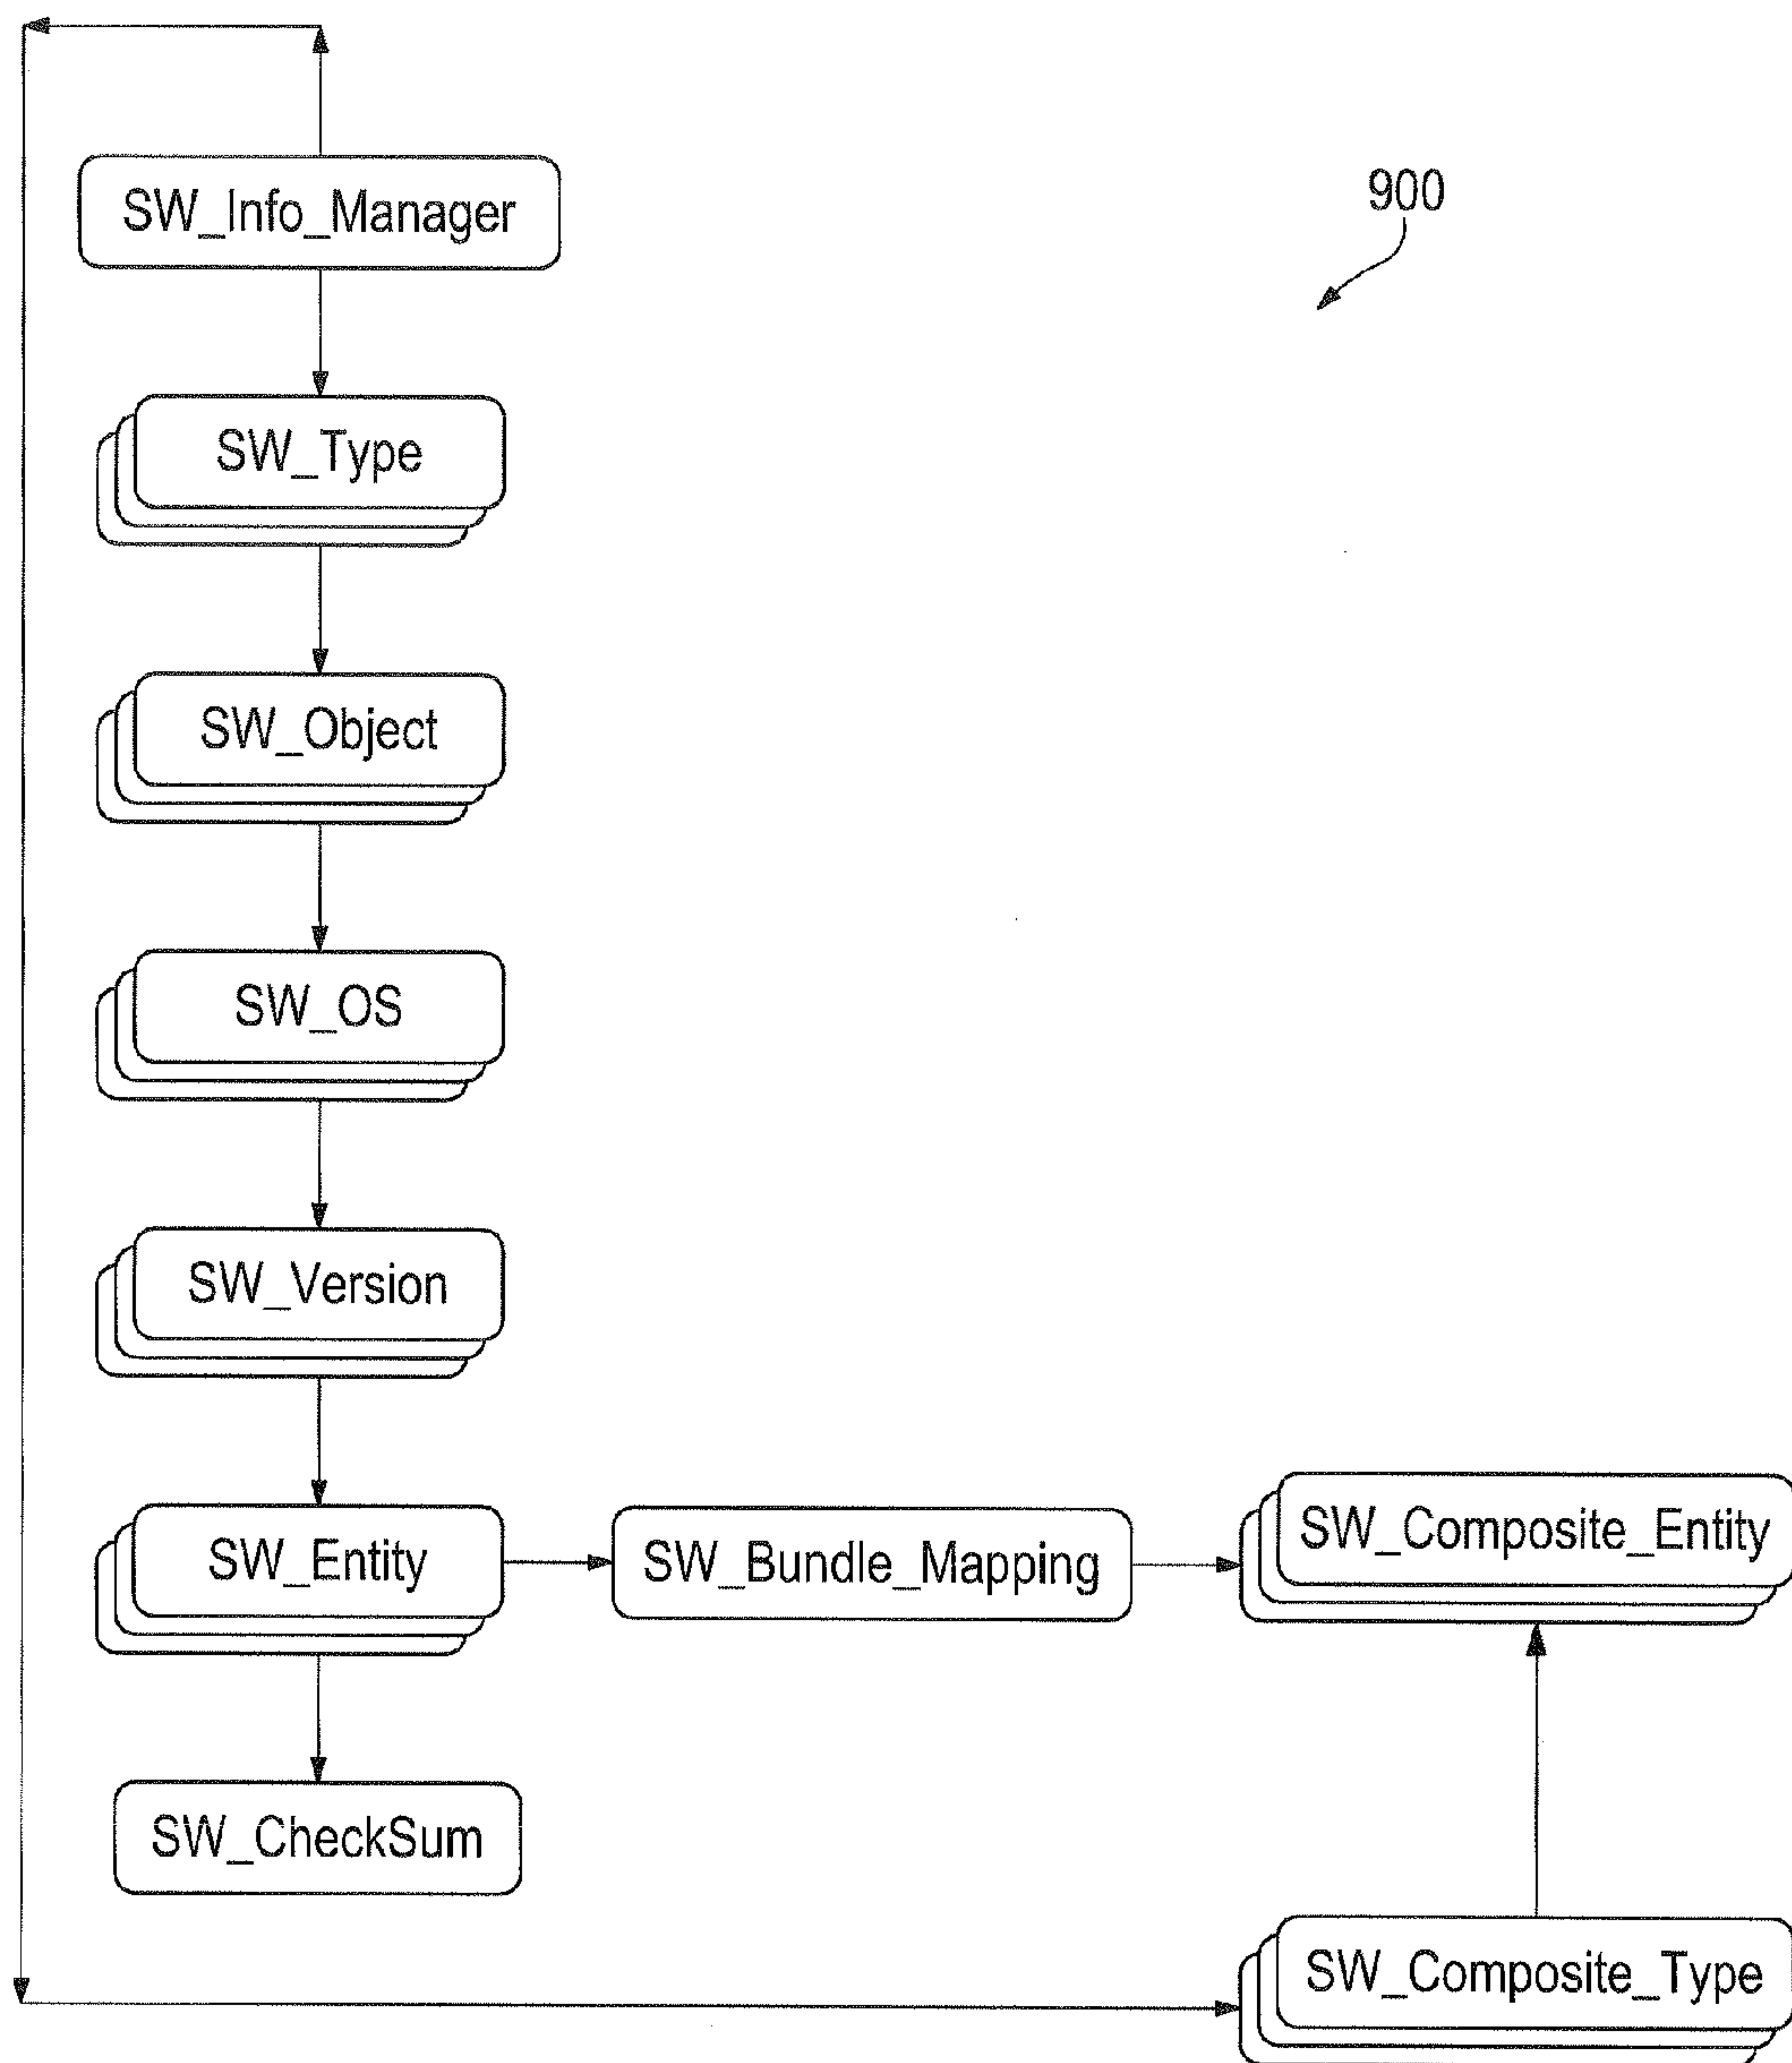 SW_Info_Manager
900
SW_Type
SW_Object
SW_OS
SW_Version
SW_Entity
SW_Bundle_Mapping
SW_Composite_Entity
SW_CheckSum
SW_Composite_Type